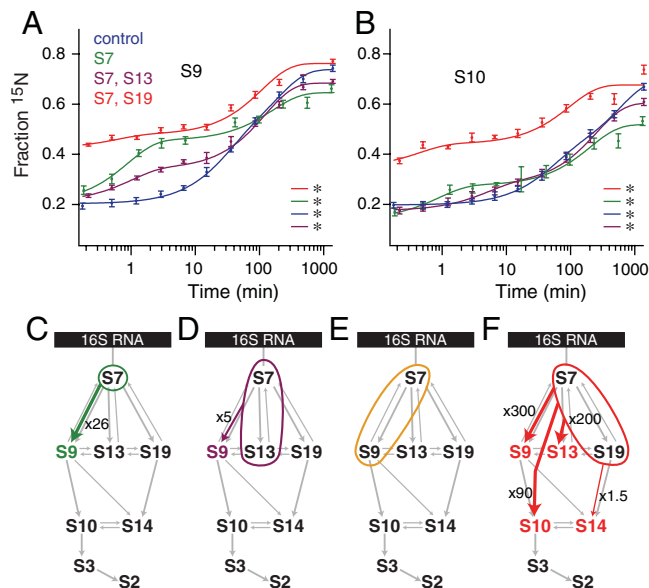 A
B
control
S7
S7, S13
S7, S19
S9
S10
Fraction ¹⁵N
0.8
0.6
0.4
0.2
*
*
*
*
1
10
100
1000
Time (min)
0.8
0.6
0.4
0.2
*
*
*
*
1
10
100
1000
Time (min)
C
D
E
F
16S RNA
S7
x26
S9
S13
S19
S10
S14
S3
S2
16S RNA
S7
x5
S9
S13
S19
S10
S14
S3
S2
16S RNA
S7
S9
S13
S19
S10
S14
S3
S2
16S RNA
S7
x300
x200
S9
S13
S19
x90
x1.5
S10
S14
S3
S2